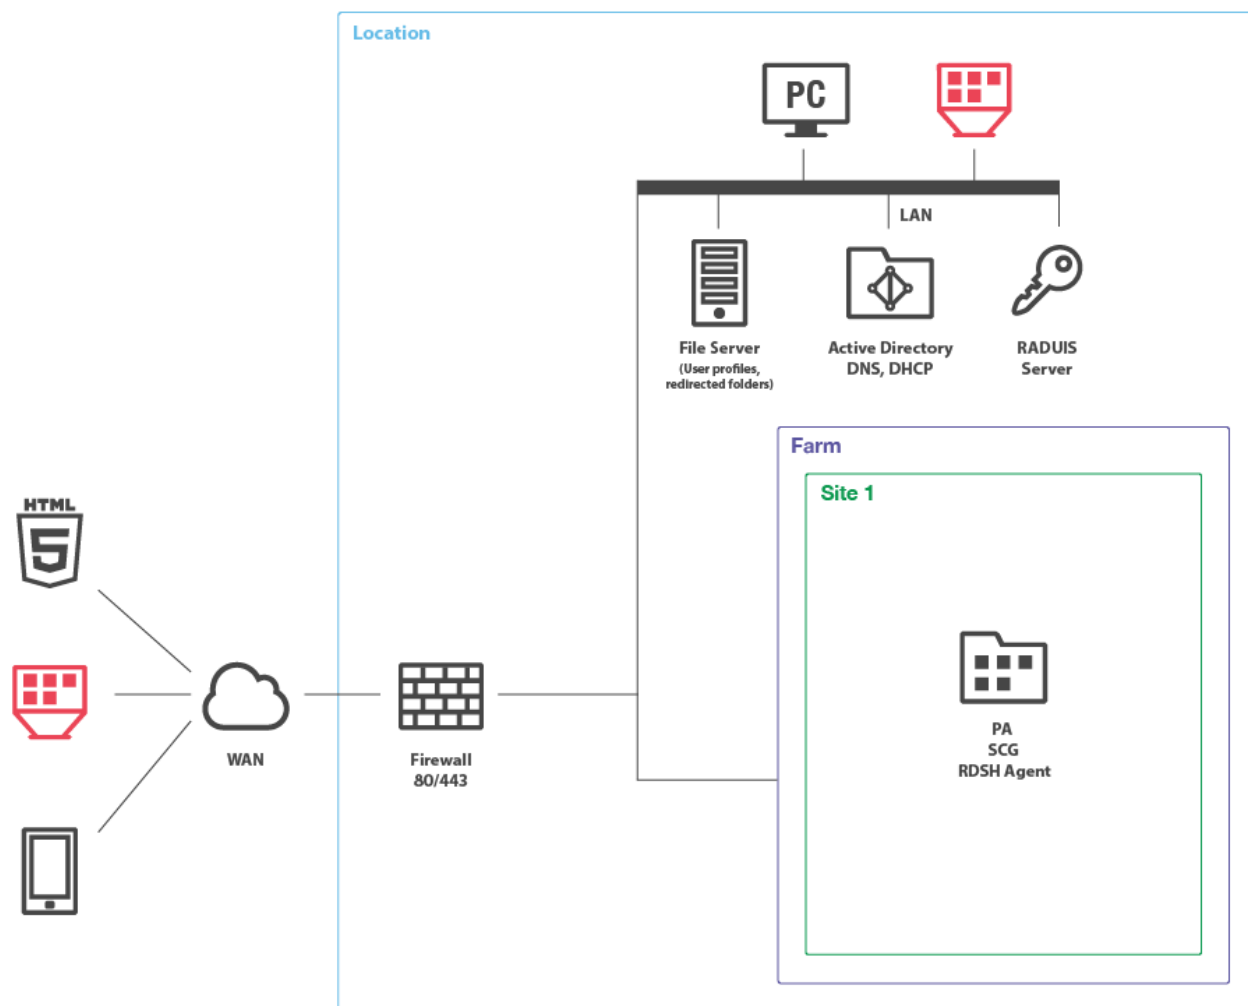 Location
PC
LAN
File Server
(User profiles,
redirected folders)
Active Directory
DNS, DHCP
RADUIS
Server
Farm
Site 1
HTML
5
WAN
Firewall
80/443
PA
SCG
RDSH Agent